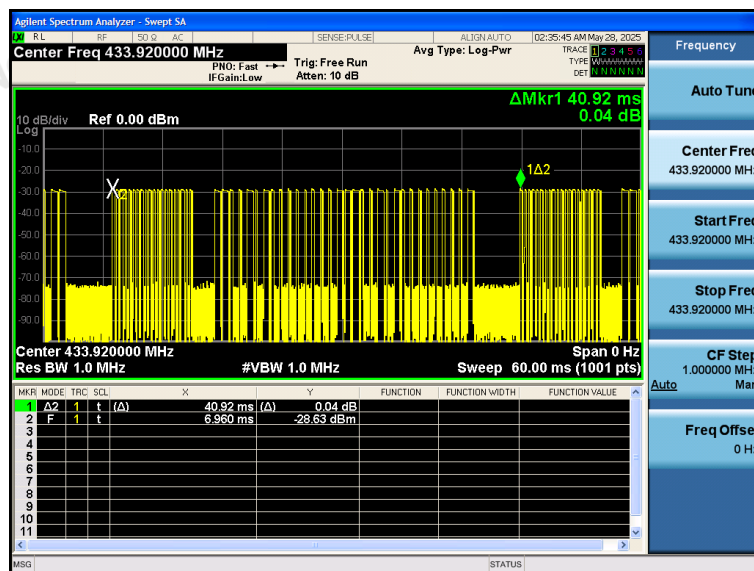 Agilent Spectrum Analyzer - Swept SA
LXI RL RF 50 Ω AC SENSE:PULSE ALIGN AUTO 02:35:45 AM May 28, 2025
Center Freq 433.920000 MHz
PNO: Fast
IFGain:Low
Trig: Free Run
Atten: 10 dB
Avg Type: Log-Pwr
TRACE 1 2 3 4 5 6
TYPE
DET N N N N N N
ΔMkr1 40.92 ms
0.04 dB
10 dB/div Ref 0.00 dBm
Log
-10.0
-20.0
-30.0
-40.0
-50.0
-60.0
-70.0
-80.0
-90.0
2
1Δ2
Center 433.920000 MHz Span 0 Hz
Res BW 1.0 MHz #VBW 1.0 MHz Sweep 60.00 ms (1001 pts)
MKR MODE TRC SCL X Y FUNCTION FUNCTION WIDTH FUNCTION VALUE
1 Δ2 1 t (Δ) 40.92 ms (Δ) 0.04 dB
2 F 1 t 6.960 ms -28.63 dBm
3
4
5
6
7
8
9
10
11
MSG STATUS
Frequency
Auto Tune
Center Freq
433.920000 MHz
Start Freq
433.920000 MHz
Stop Freq
433.920000 MHz
CF Step
1.000000 MHz
Auto Man
Freq Offset
0 Hz